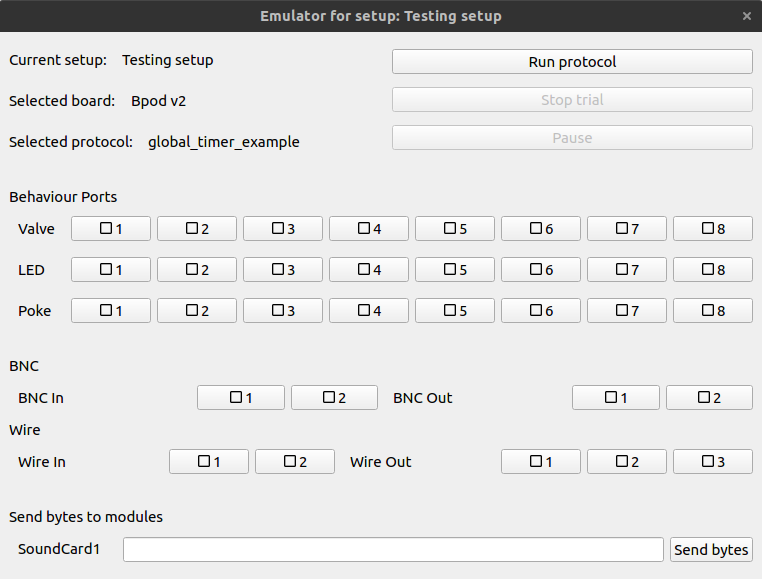 Emulator for setup: Testing setup ×
Current setup: Testing setup Run protocol
Selected board: Bpod v2 Stop trial
Selected protocol: global_timer_example Pause
Behaviour Ports
Valve 1 2 3 4 5 6 7 8
LED 1 2 3 4 5 6 7 8
Poke 1 2 3 4 5 6 7 8
BNC
BNC In 1 2 BNC Out 1 2
Wire
Wire In 1 2 Wire Out 1 2 3
Send bytes to modules
SoundCard1 Send bytes